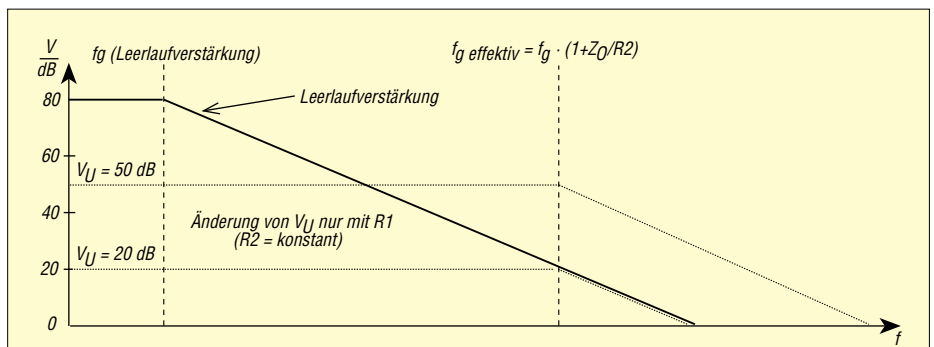 V
dB
fg (Leerlaufverstärkung)
fg effektiv = fg · (1+ZO/R2)
Leerlaufverstärkung
80
60
VU = 50 dB
40
Änderung von VU nur mit R1
(R2 = konstant)
VU = 20 dB
20
0
f